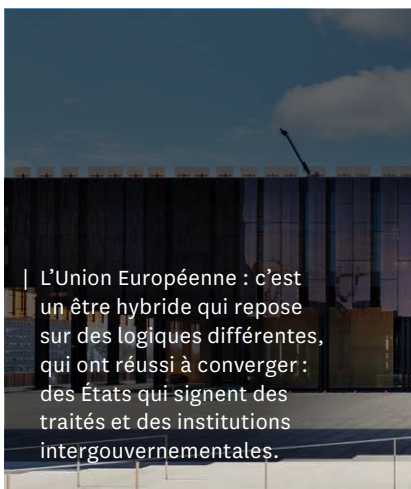 | L’Union Européenne : c’est
un être hybride qui repose
sur des logiques différentes,
qui ont réussi à converger :
des États qui signent des
traités et des institutions
intergouvernementales.